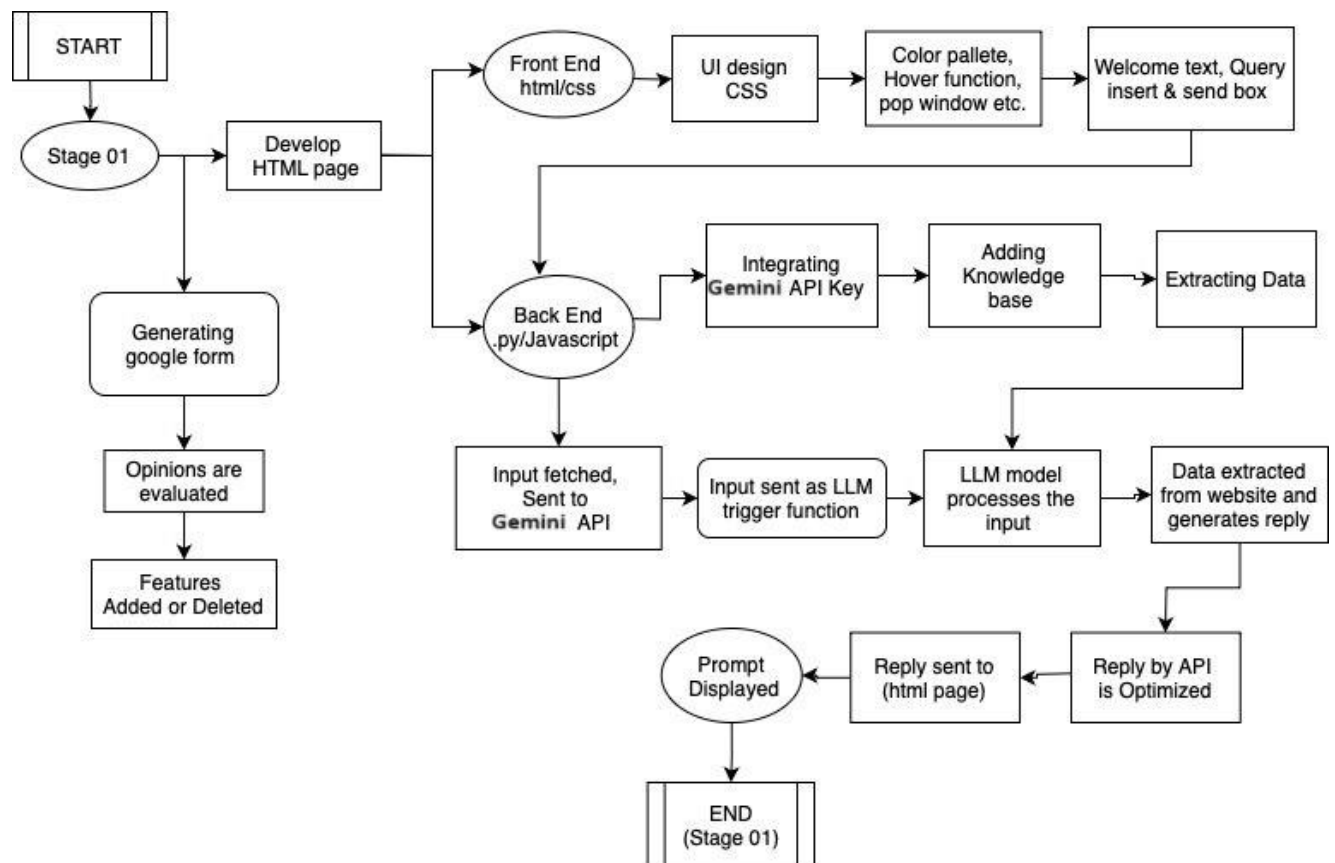 START
Stage 01
Develop
HTML page
Front End
html/css
UI design
CSS
Color pallete,
Hover function,
pop window etc.
Welcome text, Query
insert & send box
Generating
google form
Opinions are
evaluated
Features
Added or Deleted
Back End
.py/Javascript
Integrating
Gemini API Key
Adding
Knowledge
base
Extracting Data
Input fetched,
Sent to
Gemini API
Input sent as LLM
trigger function
LLM model
processes the
input
Data extracted
from website and
generates reply
Reply by API
is Optimized
Reply sent to
(html page)
Prompt
Displayed
END
(Stage 01)